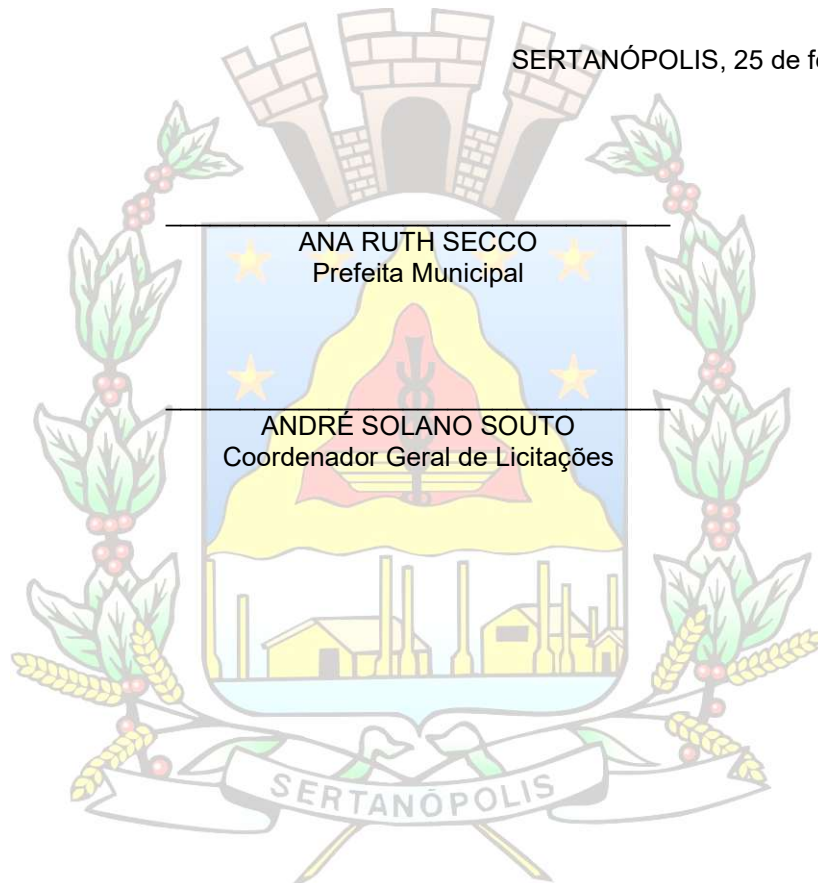 SERTANÓPOLIS, 25 de
ANA RUTH SECCO
Prefeita Municipal
ANDRÉ SOLANO SOUTO
Coordenador Geral de Licitações
SERTANÓPOLIS